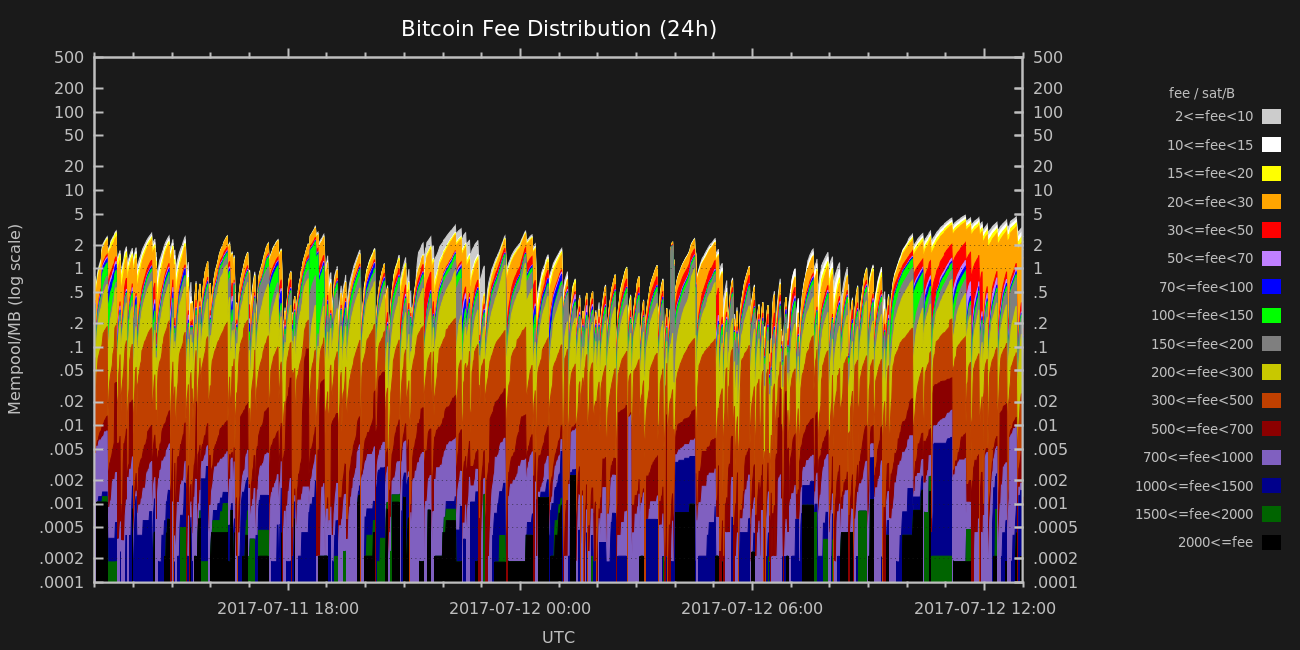 Bitcoin Fee Distribution (24h)
Mempool/MB (log scale)
500
200
100
50
20
10
5
2
1
.5
.2
.1
.05
.02
.01
.005
.002
.001
.0005
.0002
.0001
500
200
100
50
20
10
5
2
1
.5
.2
.1
.05
.02
.01
.005
.002
.001
.0005
.0002
.0001
2017-07-11 18:00
2017-07-12 00:00
2017-07-12 06:00
2017-07-12 12:00
UTC
fee / sat/B
2<=fee<10
10<=fee<15
15<=fee<20
20<=fee<30
30<=fee<50
50<=fee<70
70<=fee<100
100<=fee<150
150<=fee<200
200<=fee<300
300<=fee<500
500<=fee<700
700<=fee<1000
1000<=fee<1500
1500<=fee<2000
2000<=fee